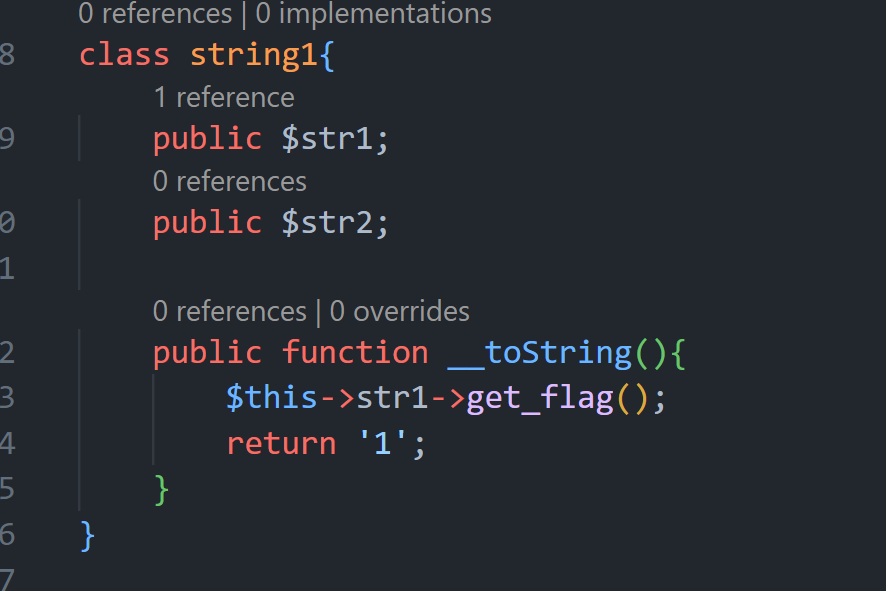 0 references | 0 implementations
8 class string1{
1 reference
9 public $str1;
0 references
0 public $str2;
1
0 references | 0 overrides
2 public function __toString(){
3 $this->str1->get_flag();
4 return '1';
5 }
6 }
7